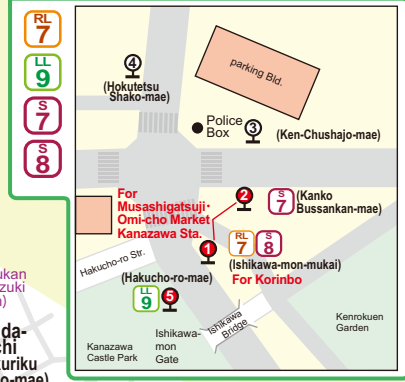 RL
7
LL
9
S
7
S
8
4
(Hokutetsu
Shako-mae)
parking Bld.
Police
Box
3
(Ken-Chushajo-mae)
For
Musashigatsuji·
Omi-cho Market
Kanazawa Sta.
2
S
7
(Kanko
Bussankan-mae)
1
RL
7
S
8
(Ishikawa-mon-mukai)
For Korinbo
Hakucho-ro Str.
(Hakucho-ro-mae)
LL
9
5
Ishikawa
Bridge
Ishikawa-
mon
Gate
Kanazawa
Castle Park
Kenrokuen
Garden
ukan
zuki
)
da-
chi
uriku
o-mae)